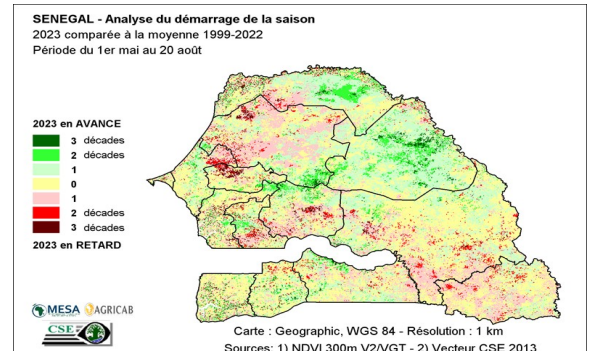 SENEGAL - Analyse du démarrage de la saison
2023 comparée à la moyenne 1999-2022
Période du 1er mai au 20 août
2023 en AVANCE
3 décades
2 décades
1
0
1
2 décades
3 décades
2023 en RETARD
MESA AGRICAB
CSE
Carte : Geographic, WGS 84 - Résolution : 1 km
Sources: 1) NDVI 300m V2/VGT - 2) Vecteur CSE 2013